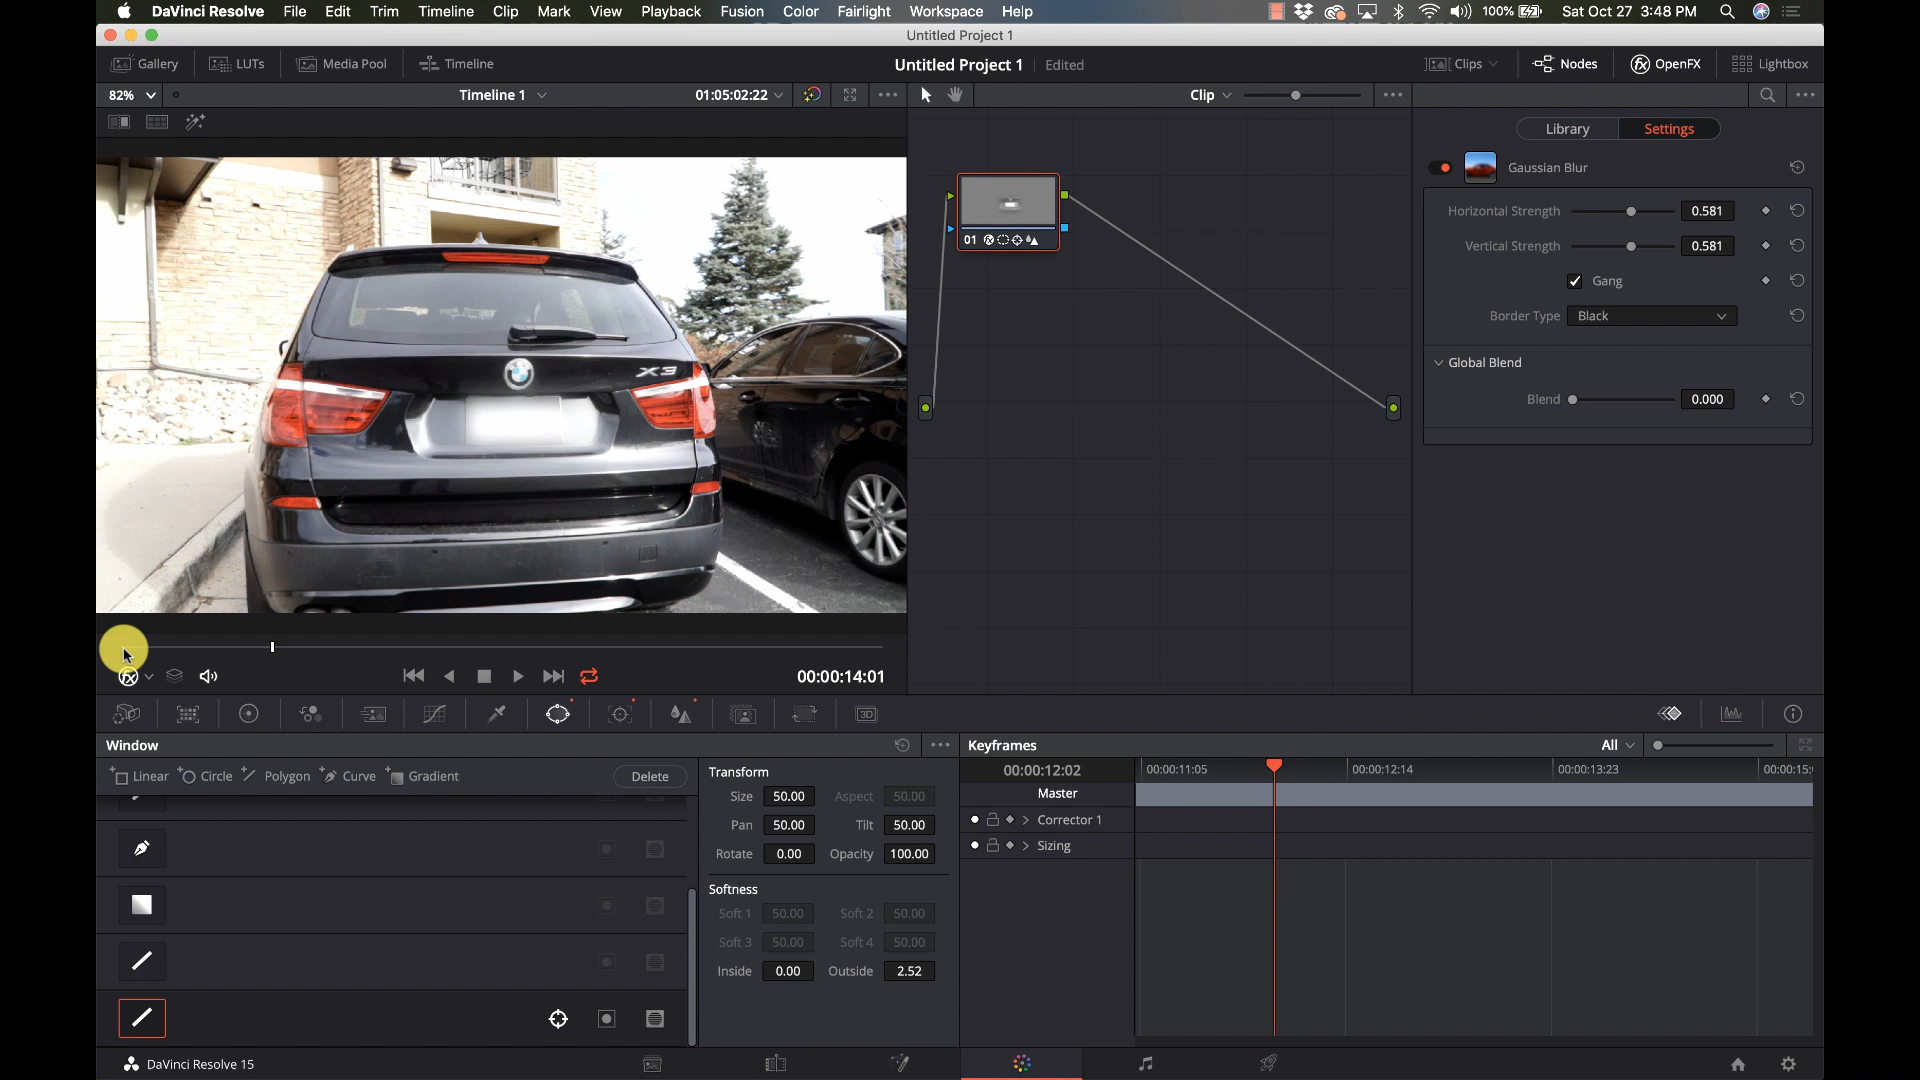 DaVinci Resolve File Edit Trim Timeline Clip Mark View Playback Fusion Color Fairlight Workspace Help 100% Sat Oct 27 3:48 PM
Untitled Project 1
Gallery LUTs Media Pool Timeline Untitled Project 1 Edited Clips Nodes OpenFX Lightbox
82% Timeline 1 01:05:02:22 Clip
Library Settings
Gaussian Blur
Horizontal Strength 0.581
Vertical Strength 0.581
Gang
Border Type Black
Global Blend
Blend 0.000
01
X3
00:00:14:01
3D
Window
Linear Circle Polygon Curve Gradient Delete
Transform
Size 50.00 Aspect 50.00
Pan 50.00 Tilt 50.00
Rotate 0.00 Opacity 100.00
Softness
Soft 1 50.00 Soft 2 50.00
Soft 3 50.00 Soft 4 50.00
Inside 0.00 Outside 2.52
Keyframes All
00:00:12:02 00:00:11:05 00:00:12:14 00:00:13:23 00:00:15:
Master
Corrector 1
Sizing
DaVinci Resolve 15